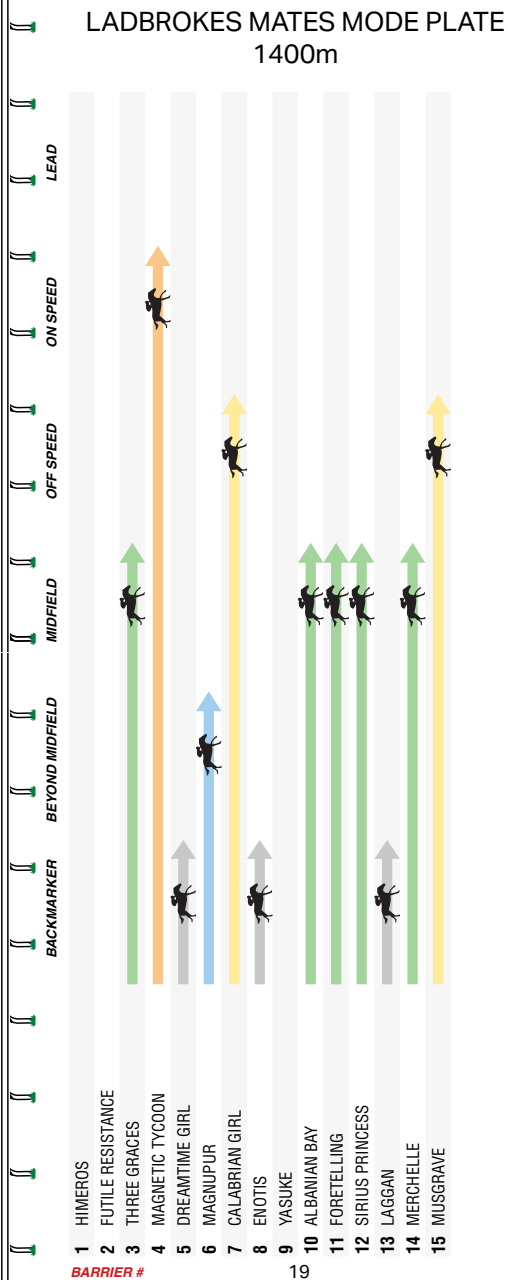 LADBROKES MATES MODE PLATE
1400m
LEAD
ON SPEED
OFF SPEED
MIDFIELD
BEYOND MIDFIELD
BACKMARKER
1 HIMEROS
2 FUTILE RESISTANCE
3 THREE GRACES
4 MAGNETIC TYCOON
5 DREAMTIME GIRL
6 MAGNUPUR
7 CALABRIAN GIRL
8 ENOTIS
9 YASUKE
10 ALBANIAN BAY
11 FORETELLING
12 SIRIUS PRINCESS
13 LAGGAN
14 MERCHELLE
15 MUSGRAVE
BARRIER #
19